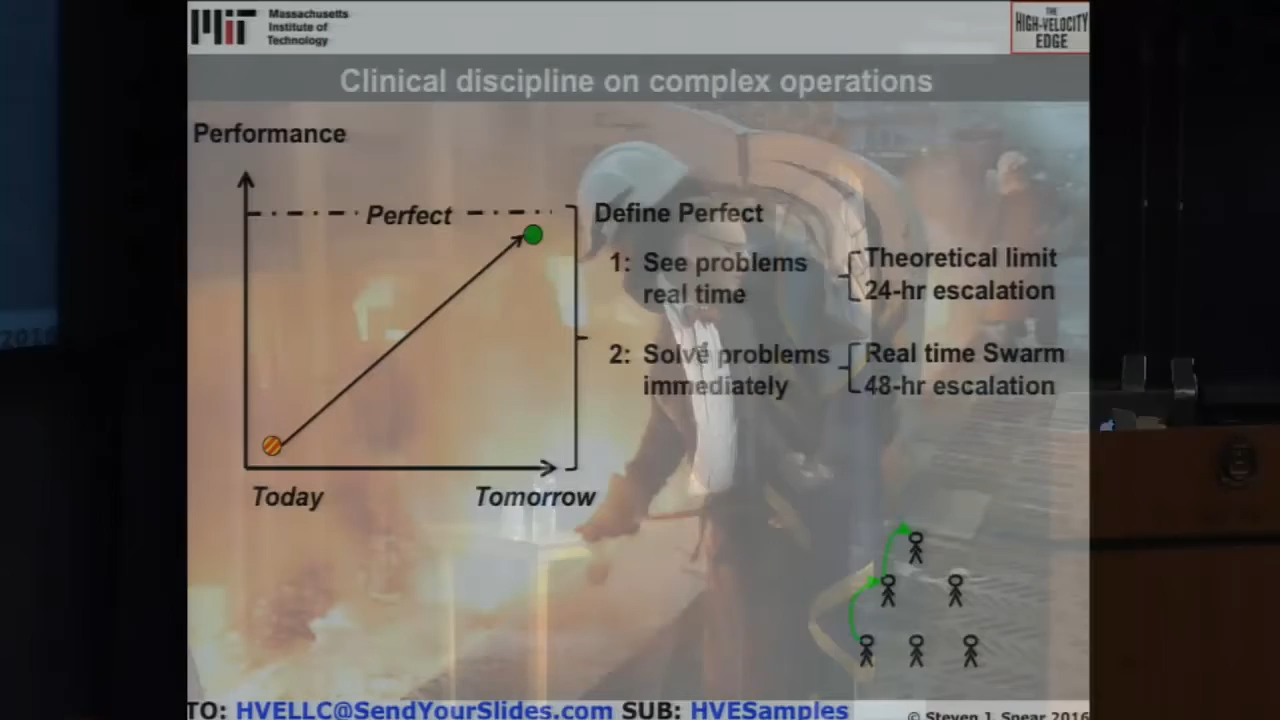 Massachusetts
Institute of
Technology
THE
HIGH-VELOCITY
EDGE
Clinical discipline on complex operations
Performance
Perfect
Define Perfect
1: See problems
real time
Theoretical limit
24-hr escalation
2: Solve problems
immediately
Real time Swarm
48-hr escalation
Today
Tomorrow
2016
TO: HVELLC@SendYourSlides.com SUB: HVESamples
© Steven J. Spear 2016